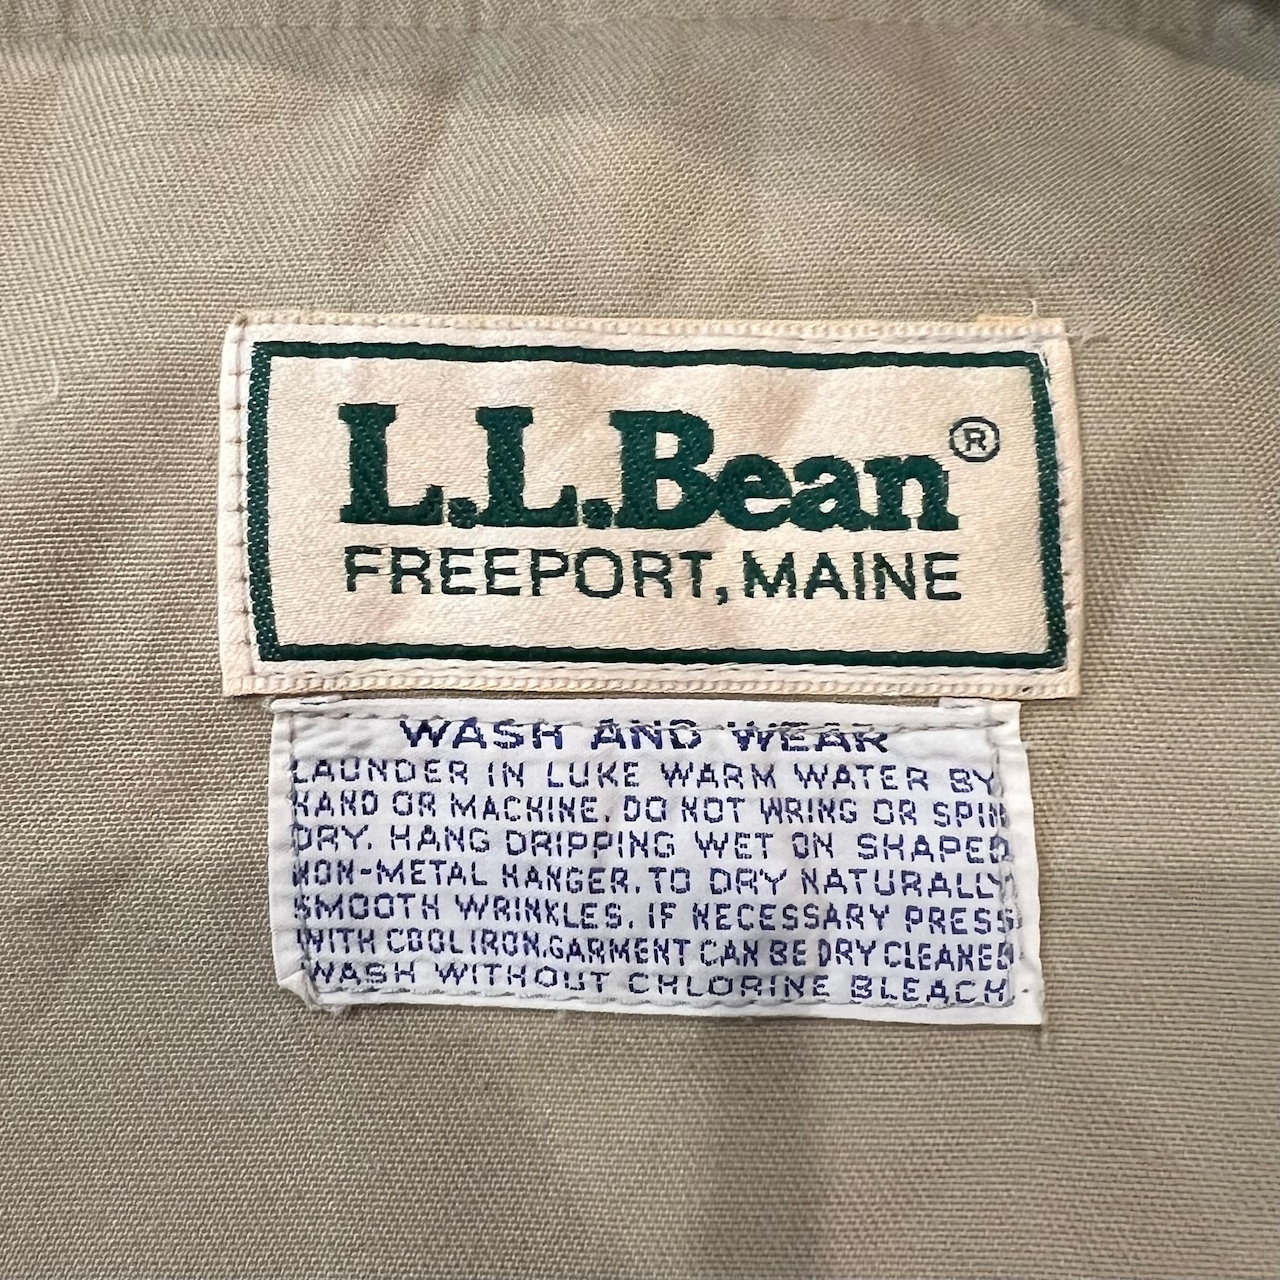 L.L.Bean®
FREEPORT, MAINE
WASH AND WEAR
LAUNDER IN LUKE WARM WATER BY
HAND OR MACHINE. DO NOT WRING OR SPIN
DRY. HANG DRIPPING WET ON SHAPED
NON-METAL HANGER. TO DRY NATURALLY
SMOOTH WRINKLES. IF NECESSARY PRESS
WITH COOL IRON. GARMENT CAN BE DRY CLEANED
WASH WITHOUT CHLORINE BLEACH